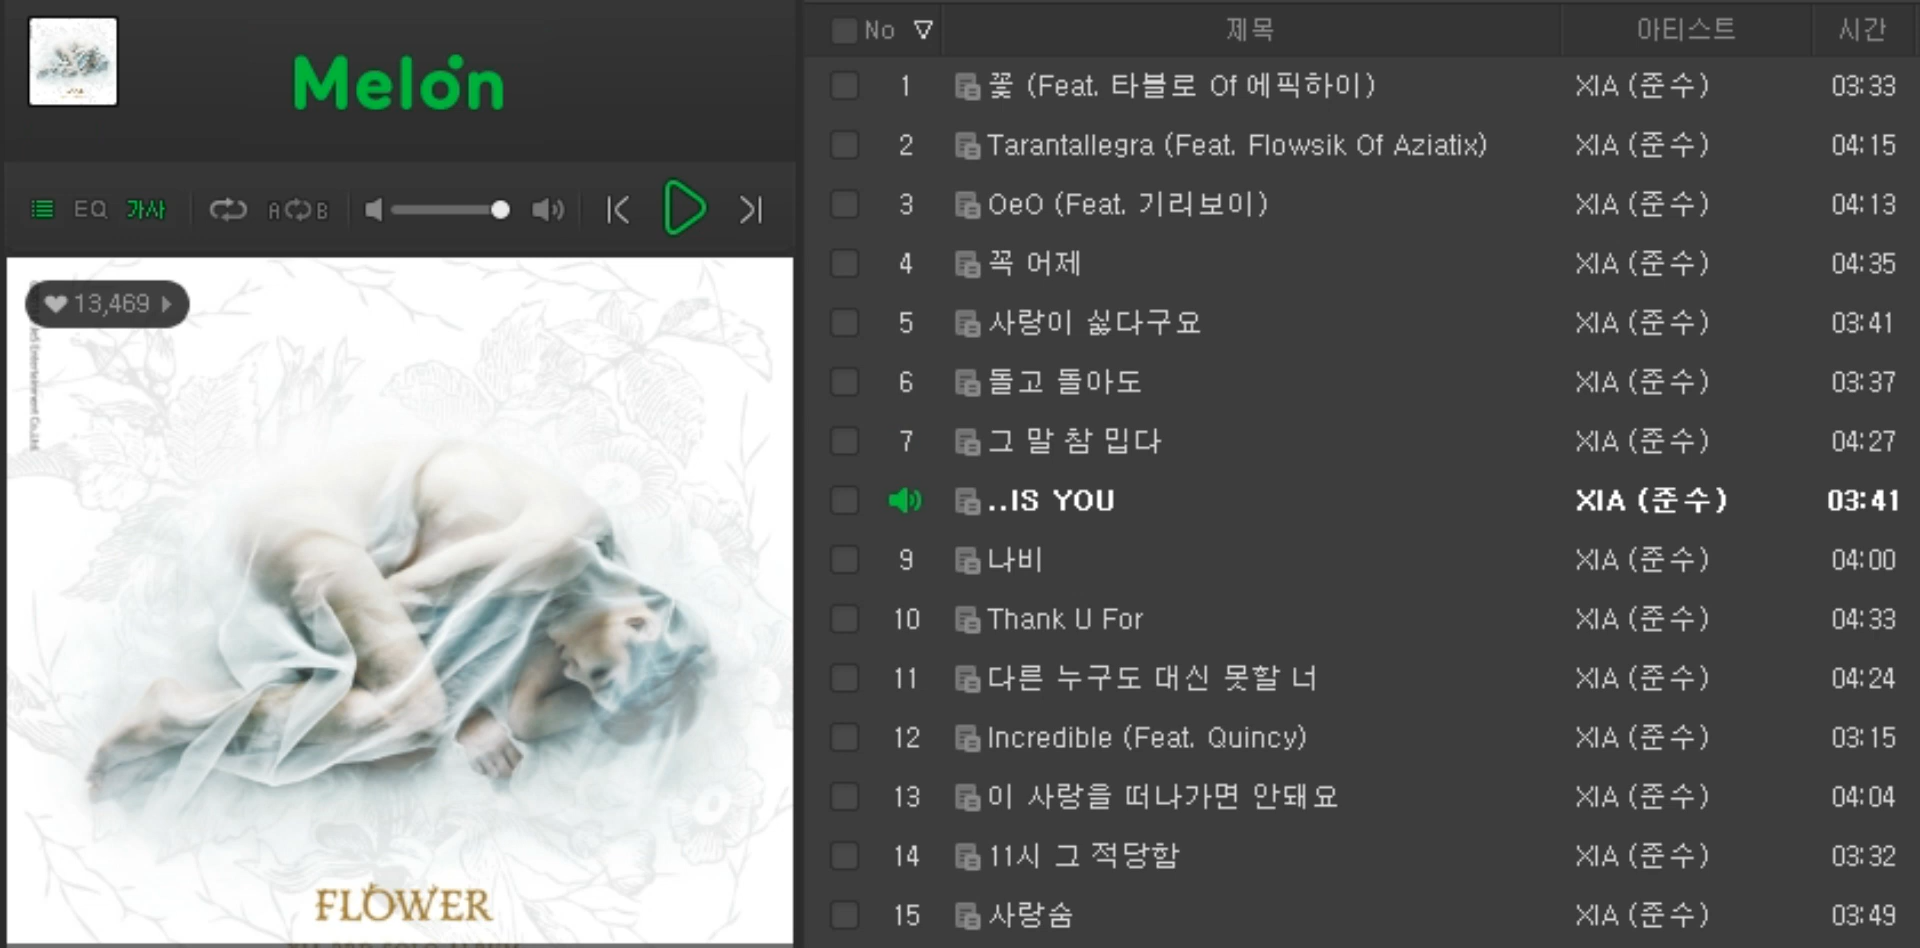 Melon
EQ 가사 A B
13,469
JeS Entertainment Co.,Ltd
FLOWER
No 제목 아티스트 시간
1 꽃 (Feat. 타블로 Of 에픽하이) XIA (준수) 03:33
2 Tarantallegra (Feat. Flowsik Of Aziatix) XIA (준수) 04:15
3 OeO (Feat. 기리보이) XIA (준수) 04:13
4 꼭 어제 XIA (준수) 04:35
5 사랑이 싫다구요 XIA (준수) 03:41
6 돌고 돌아도 XIA (준수) 03:37
7 그 말 참 밉다 XIA (준수) 04:27
..IS YOU XIA (준수) 03:41
9 나비 XIA (준수) 04:00
10 Thank U For XIA (준수) 04:33
11 다른 누구도 대신 못할 너 XIA (준수) 04:24
12 Incredible (Feat. Quincy) XIA (준수) 03:15
13 이 사랑을 떠나가면 안돼요 XIA (준수) 04:04
14 11시 그 적당함 XIA (준수) 03:32
15 사랑숨 XIA (준수) 03:49